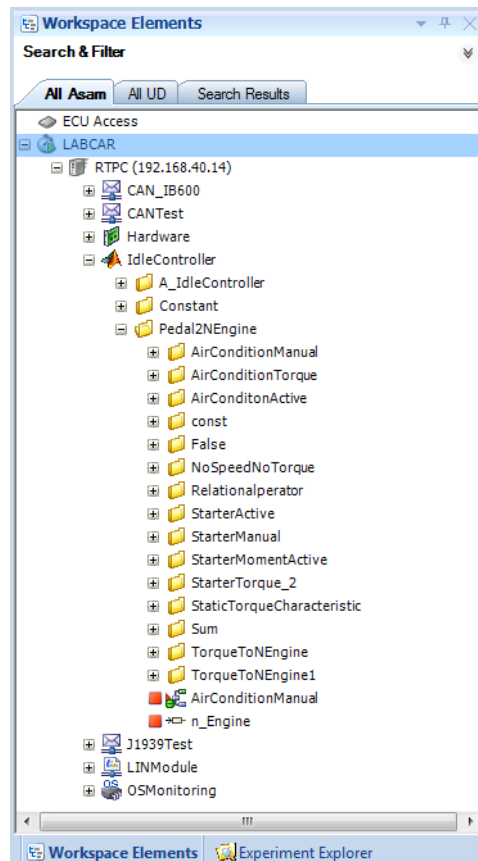 Workspace Elements
Search & Filter
All Asam All UD Search Results
ECU Access
LABCAR
RTPC (192.168.40.14)
CAN_IB600
CANTest
Hardware
IdleController
A_IdleController
Constant
Pedal2NEngine
AirConditionManual
AirConditionTorque
AirConditonActive
const
False
NoSpeedNoTorque
Relationalperator
StarterActive
StarterManual
StarterMomentActive
StarterTorque_2
StaticTorqueCharacteristic
Sum
TorqueToNEngine
TorqueToNEngine1
AirConditionManual
n_Engine
J1939Test
LINModule
OSMonitoring
Workspace Elements Experiment Explorer